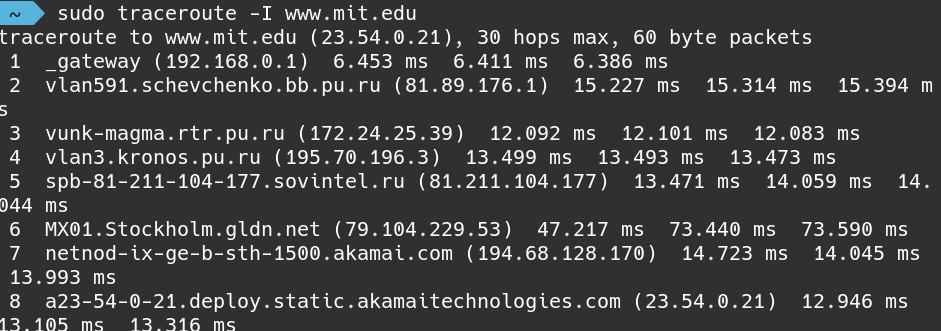 ~ sudo traceroute -I www.mit.edu
traceroute to www.mit.edu (23.54.0.21), 30 hops max, 60 byte packets
 1  _gateway (192.168.0.1)  6.453 ms  6.411 ms  6.386 ms
 2  vlan591.schevchenko.bb.pu.ru (81.89.176.1)  15.227 ms  15.314 ms  15.394 m
s
 3  vunk-magma.rtr.pu.ru (172.24.25.39)  12.092 ms  12.101 ms  12.083 ms
 4  vlan3.kronos.pu.ru (195.70.196.3)  13.499 ms  13.493 ms  13.473 ms
 5  spb-81-211-104-177.sovintel.ru (81.211.104.177)  13.471 ms  14.059 ms  14.
044 ms
 6  MX01.Stockholm.gldn.net (79.104.229.53)  47.217 ms  73.440 ms  73.590 ms
 7  netnod-ix-ge-b-sth-1500.akamai.com (194.68.128.170)  14.723 ms  14.045 ms
 13.993 ms
 8  a23-54-0-21.deploy.static.akamaitechnologies.com (23.54.0.21)  12.946 ms
13.105 ms  13.316 ms